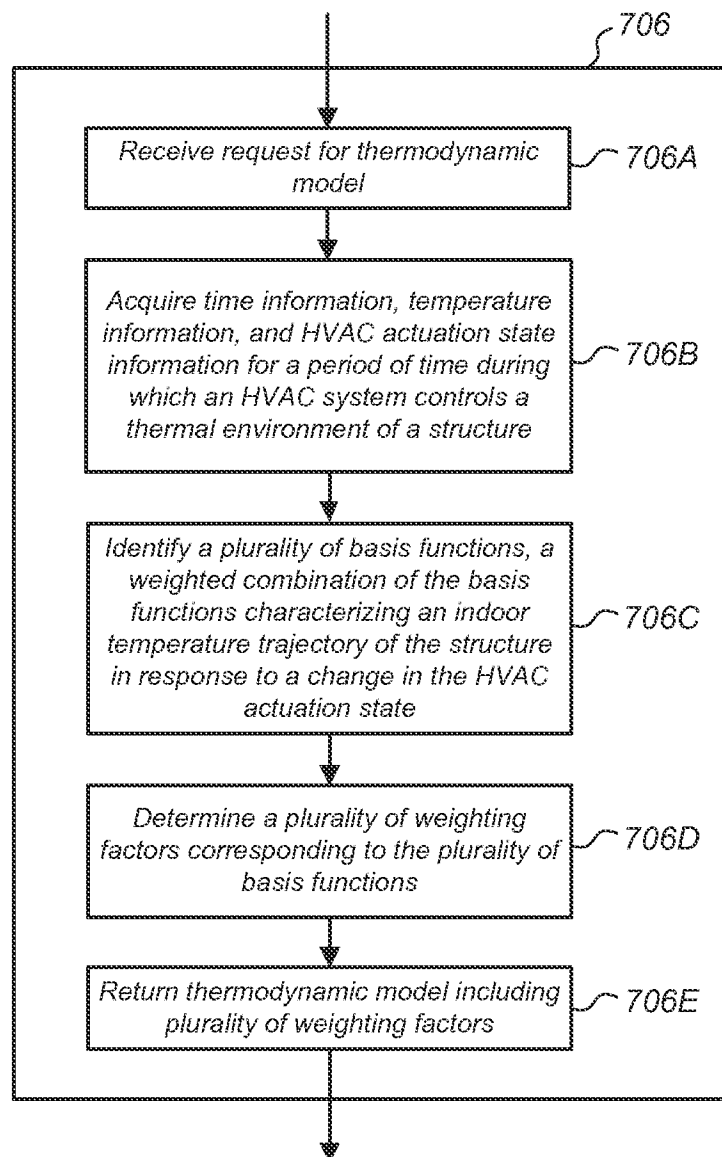 706
Receive request for thermodynamic
model
706A
Acquire time information, temperature
information, and HVAC actuation state
information for a period of time during
which an HVAC system controls a
thermal environment of a structure
706B
Identify a plurality of basis functions, a
weighted combination of the basis
functions characterizing an indoor
temperature trajectory of the structure
in response to a change in the HVAC
actuation state
706C
Determine a plurality of weighting
factors corresponding to the plurality of
basis functions
706D
Return thermodynamic model including
plurality of weighting factors
706E